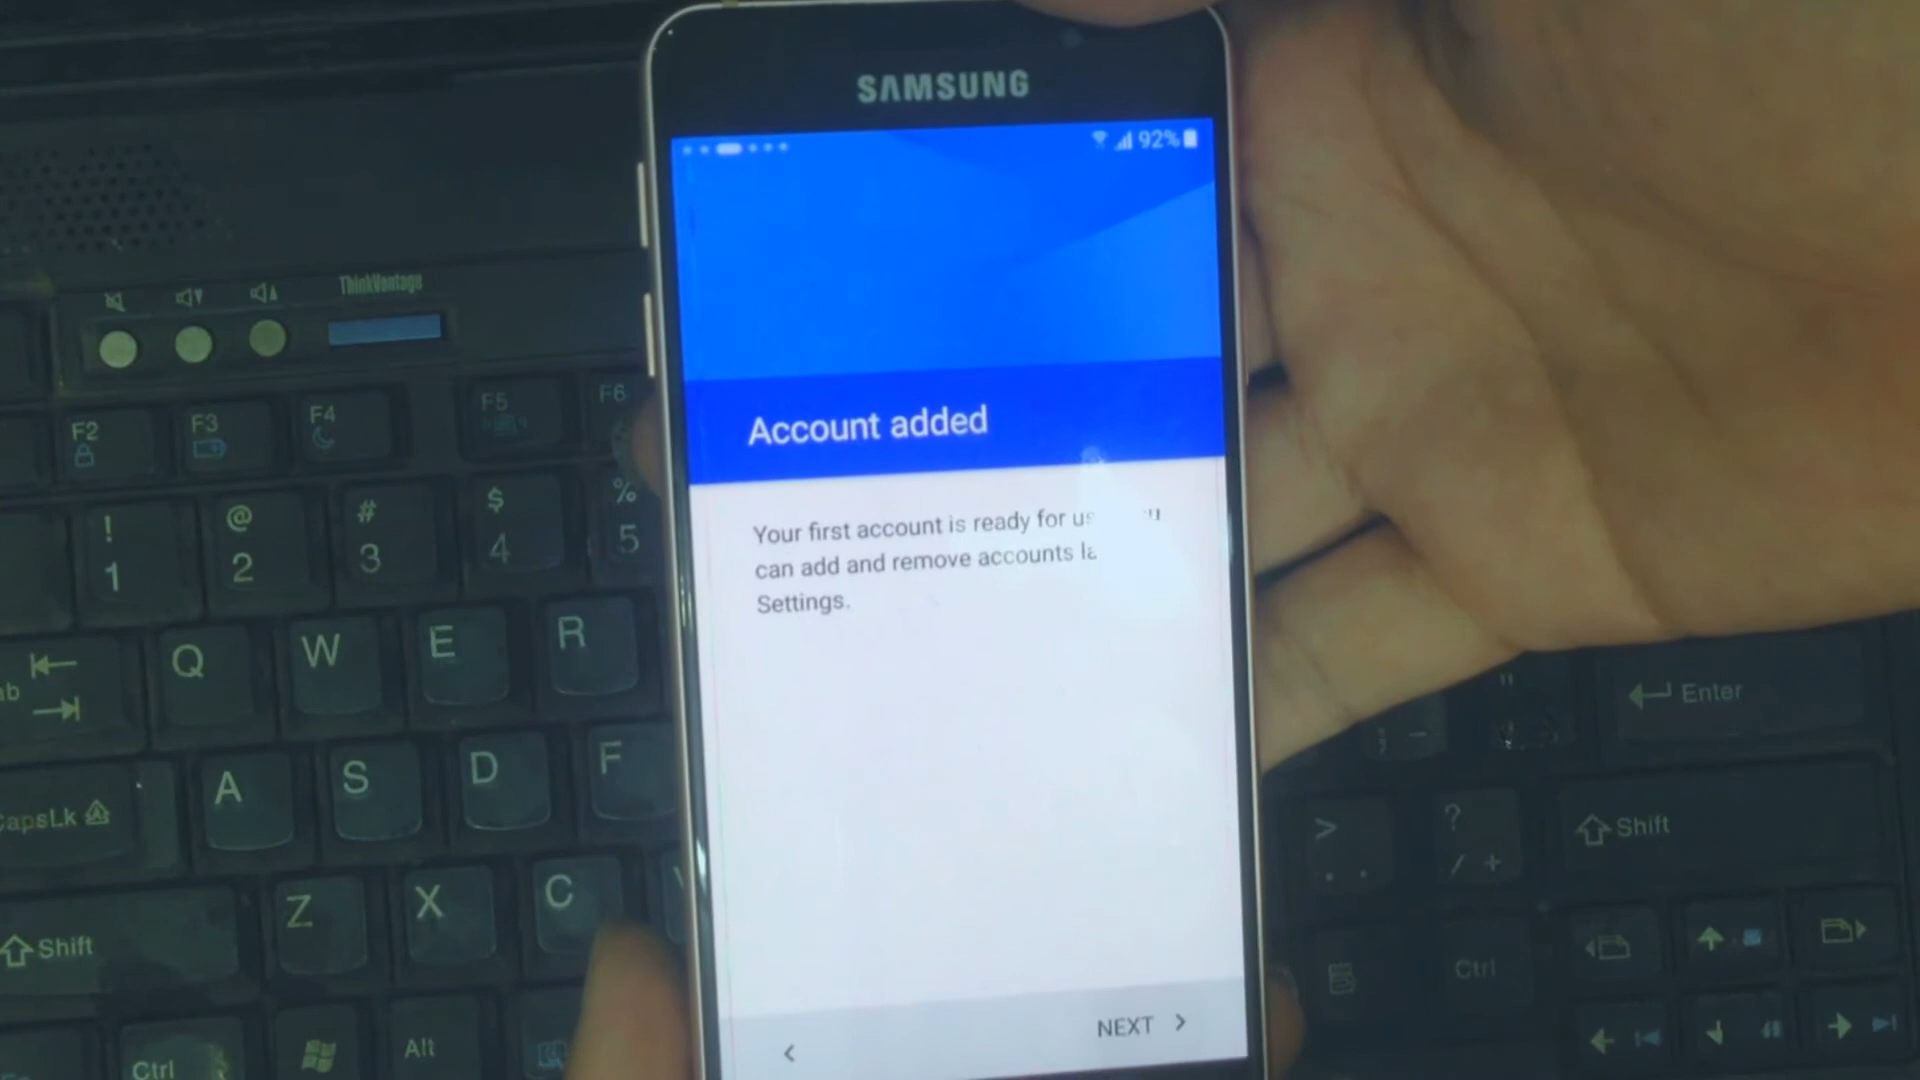 SAMSUNG
92%
Account added
Your first account is ready for
can add and remove accounts
Settings.
NEXT
ThinkVantage
F2
F3
F4
F5
F6
! 1
@ 2
# 3
$ 4
% 5
Q
W
E
R
A
S
D
F
CapsLk
Shift
Z
X
C
Ctrl
Alt
Enter
" '
>
.
? / +
Shift
Ctrl